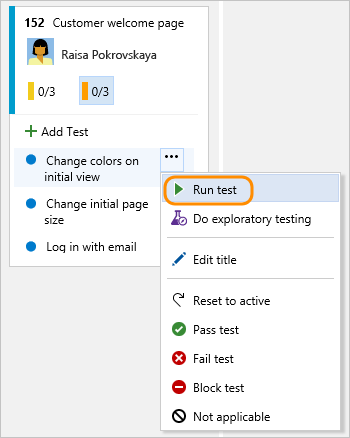 152 Customer welcome page
Raisa Pokrovskaya
0/3 0/3
+ Add Test
Change colors on
initial view
...
Change initial page
size
Log in with email
Run test
Do exploratory testing
Edit title
Reset to active
Pass test
Fail test
Block test
Not applicable